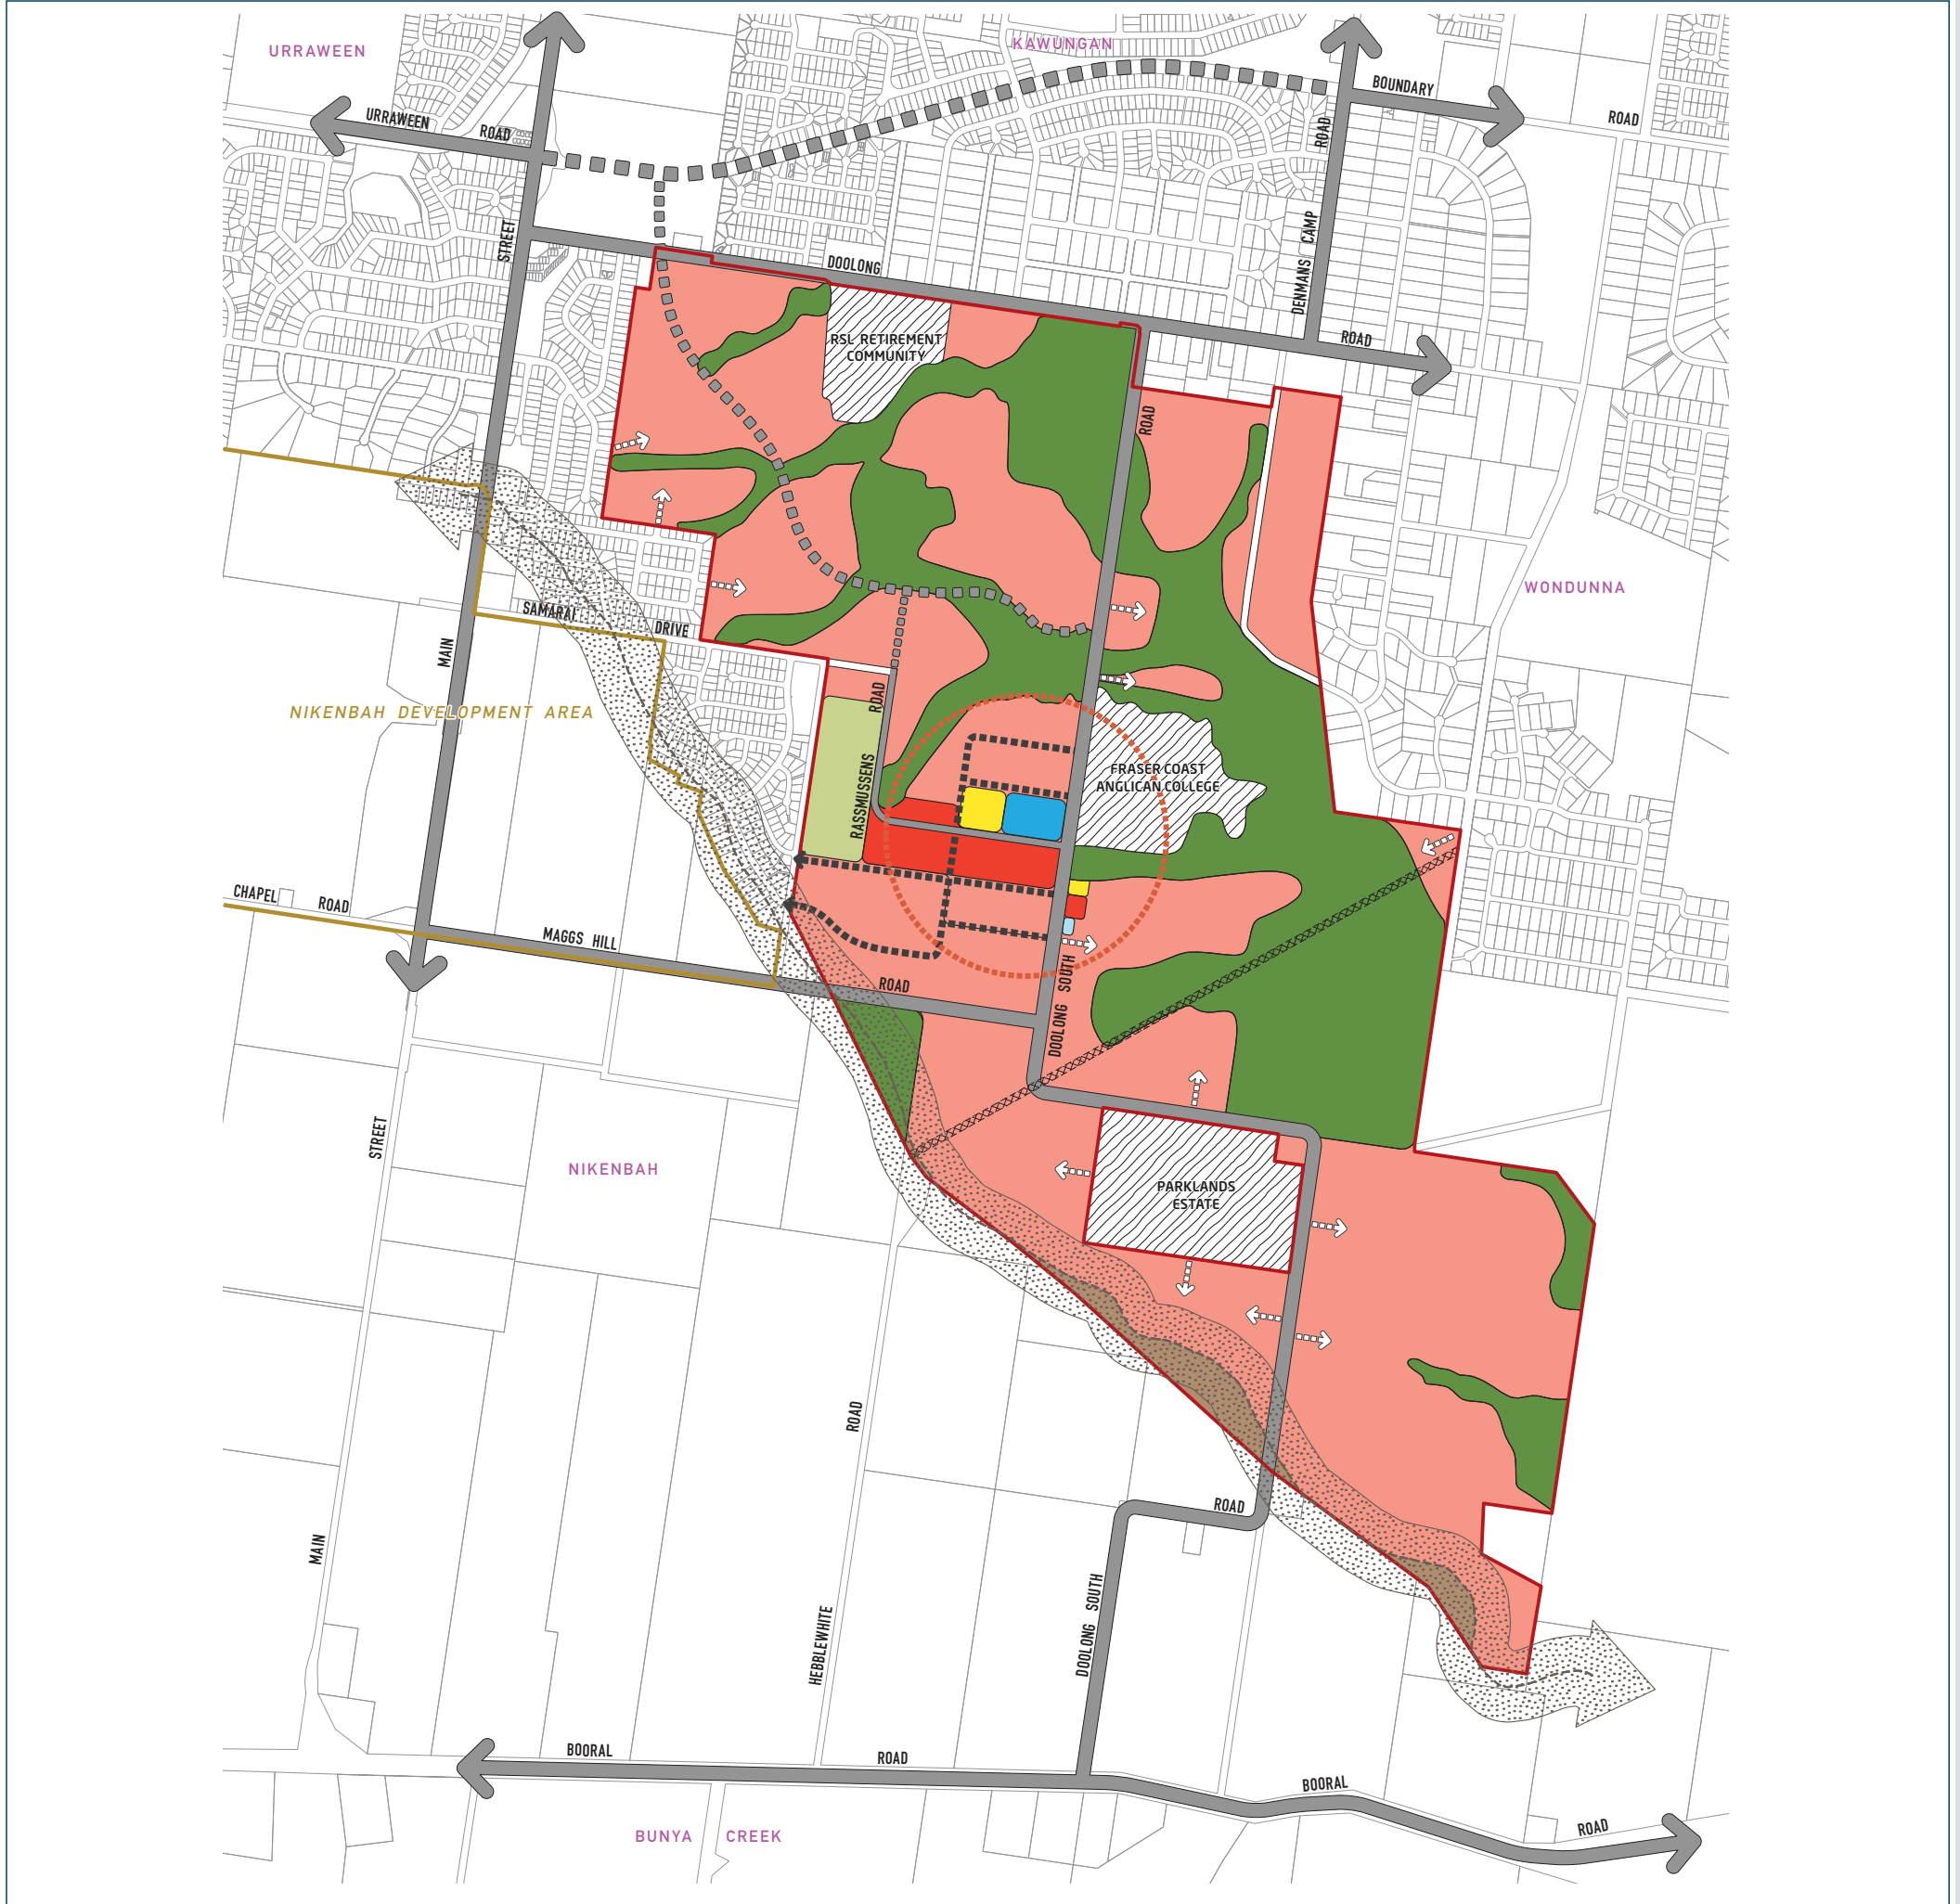 URRAWEEN
KAWUNGAN
BOUNDARY
ROAD
URRAWEEN
ROAD
ROAD
STREET
DENMANS CAMP
DOOLONG
ROAD
RSL RETIREMENT
COMMUNITY
ROAD
WONDUNNA
SAMARAI
DRIVE
MAIN
ROAD
NIKENBAH DEVELOPMENT AREA
RASSMUSSENS
FRASER COAST
ANGLICAN COLLEGE
CHAPEL
ROAD
MAGGS HILL
ROAD
DOOLONG SOUTH
STREET
NIKENBAH
PARKLANDS
ESTATE
ROAD
ROAD
MAIN
HEBBLEWHITE
DOOLONG SOUTH
BOORAL
ROAD
BOORAL
ROAD
BUNYA CREEK